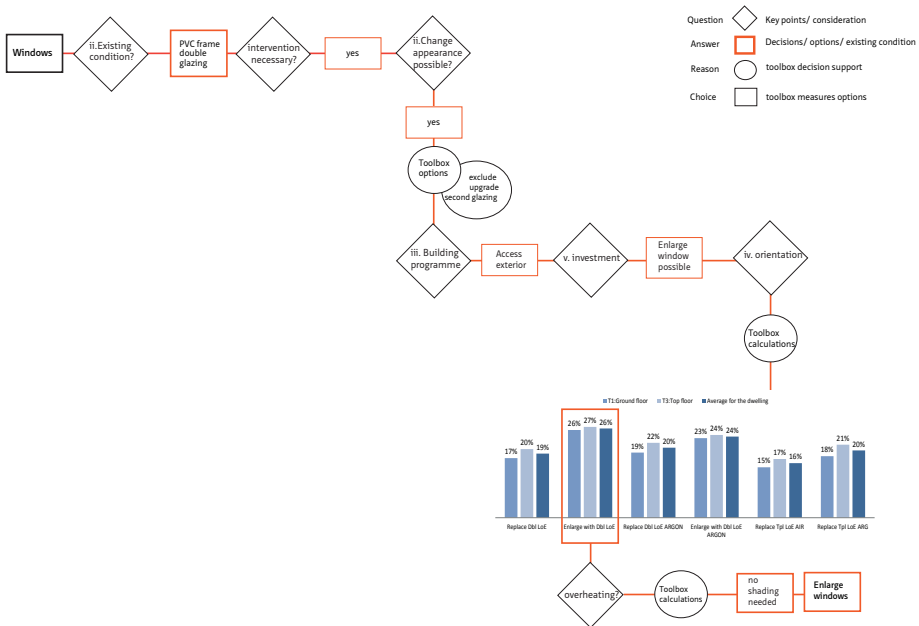 Windows
ii.Existing
condition?
PVC frame
double
glazing
intervention
necessary?
yes
ii.Change
appearance
possible?
Question
Key points/ consideration
Answer
Decisions/ options/ existing condition
Reason
toolbox decision support
Choice
toolbox measures options
yes
Toolbox
options
exclude
upgrade
second glazing
iii. Building
programme
Access
exterior
v. investment
Enlarge
window
possible
iv. orientation
Toolbox
calculations
T1:Ground floor
T3:Top floor
Average for the dwelling
17%
20%
19%
26%
27%
26%
19%
22%
20%
23%
24%
24%
15%
17%
16%
18%
21%
20%
Replace Dbl LoE
Enlarge with Dbl LoE
Replace Dbl LoE ARGON
Enlarge with Dbl LoE
ARGON
Replace Tpl LoE AIR
Replace Tpl LoE ARG
overheating?
Toolbox
calculations
no
shading
needed
Enlarge
windows